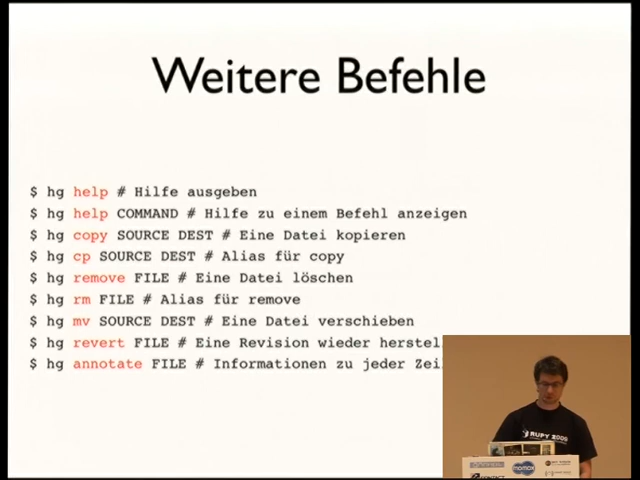 Weitere Befehle
$ hg help # Hilfe ausgeben
$ hg help COMMAND # Hilfe zu einem Befehl anzeigen
$ hg copy SOURCE DEST # Eine Datei kopieren
$ hg cp SOURCE DEST # Alias für copy
$ hg remove FILE # Eine Datei löschen
$ hg rm FILE # Alias für remove
$ hg mv SOURCE DEST # Eine Datei verschieben
$ hg revert FILE # Eine Revision wieder herstel
$ hg annotate FILE # Informationen zu jeder Zei
RUPY 2009
momox